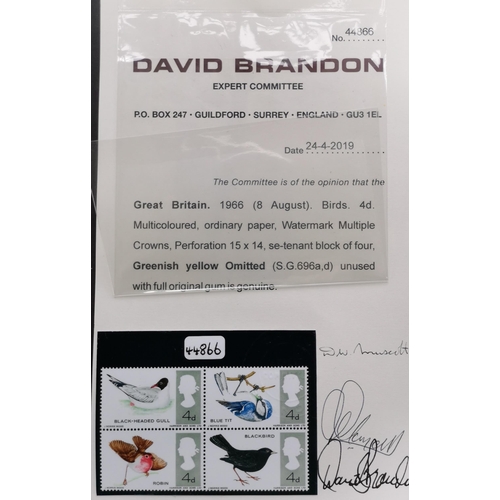 No. 44866
DAVID BRANDON
EXPERT COMMITTEE
P.O. BOX 247 · GUILDFORD · SURREY · ENGLAND · GU3 1EL
Date 24-4-2019
The Committee is of the opinion that the
Great Britain. 1966 (8 August). Birds. 4d.
Multicoloured, ordinary paper, Watermark Multiple
Crowns, Perforation 15 x 14, se-tenant block of four,
Greenish yellow Omitted (S.G.696a,d) unused
with full original gum is genuine.
44866
BLACK-HEADED GULL 4d
BLUE TIT 4d
ROBIN 4d
BLACKBIRD 4d